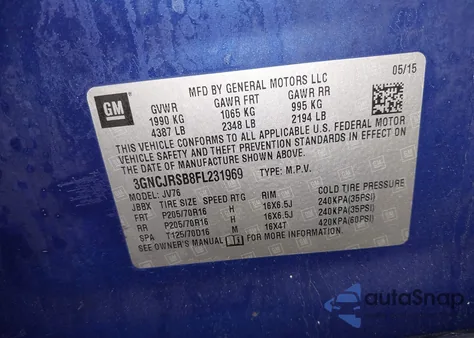 MFD BY GENERAL MOTORS LLC 05/15
GM
GVWR GAWR FRT GAWR RR
1990 KG 1065 KG 995 KG
4387 LB 2348 LB 2194 LB
THIS VEHICLE CONFORMS TO ALL APPLICABLE U.S. FEDERAL MOTOR
VEHICLE SAFETY AND THEFT PREVENTION STANDARDS IN EFFECT ON
THE DATE OF MANUFACTURE SHOWN ABOVE.
3GNCJRSB8FL231969 TYPE: M.P.V.
MODEL: JV76
JBBX TIRE SIZE SPEED RTG RIM COLD TIRE PRESSURE
FRT P205/70R16 H 16X6.5J 240KPA(35PSI)
RR P205/70R16 H 16X6.5J 240KPA(35PSI)
SPA T125/70D16 M 16X4T 420KPA(60PSI)
SEE OWNER'S MANUAL FOR MORE INFORMATION.
autoSnap